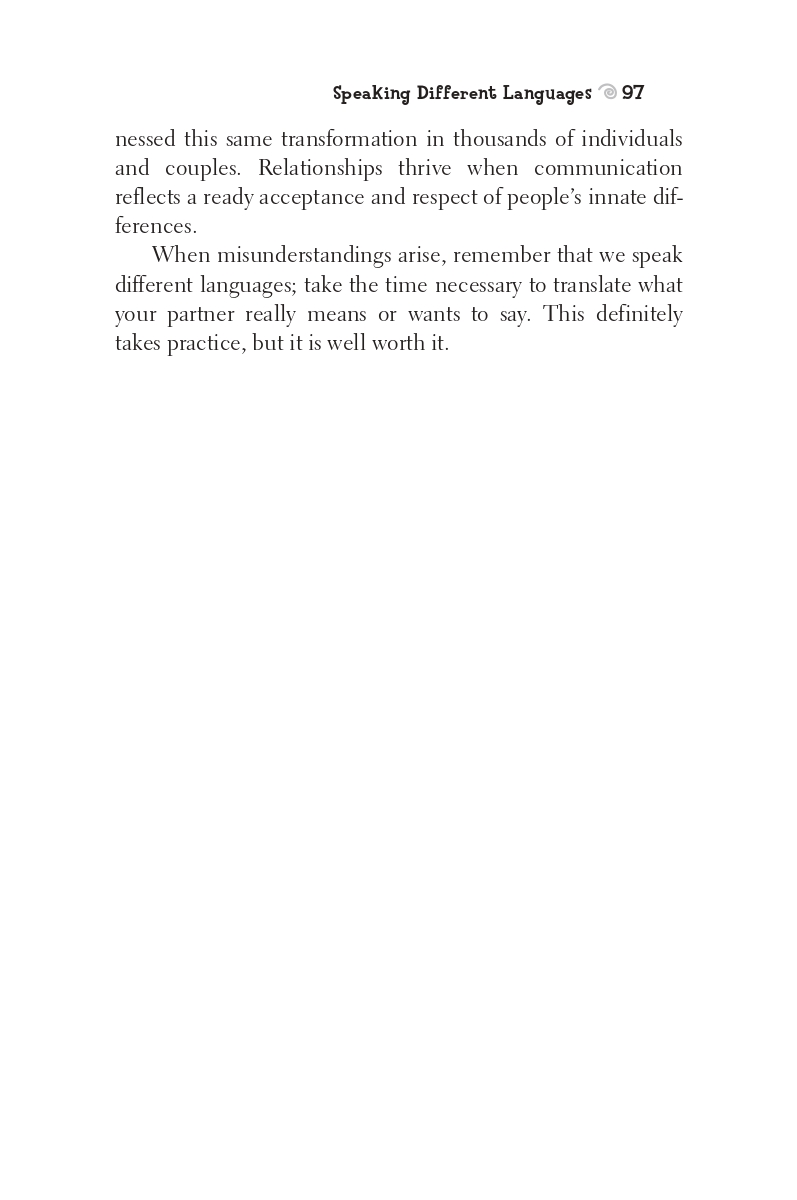 Speaking Different Languages 97
nessed this same transformation in thousands of individuals
and couples. Relationships thrive when communication
reflects a ready acceptance and respect of people’s innate dif-
ferences.
When misunderstandings arise, remember that we speak
different languages; take the time necessary to translate what
your partner really means or wants to say. This definitely
takes practice, but it is well worth it.